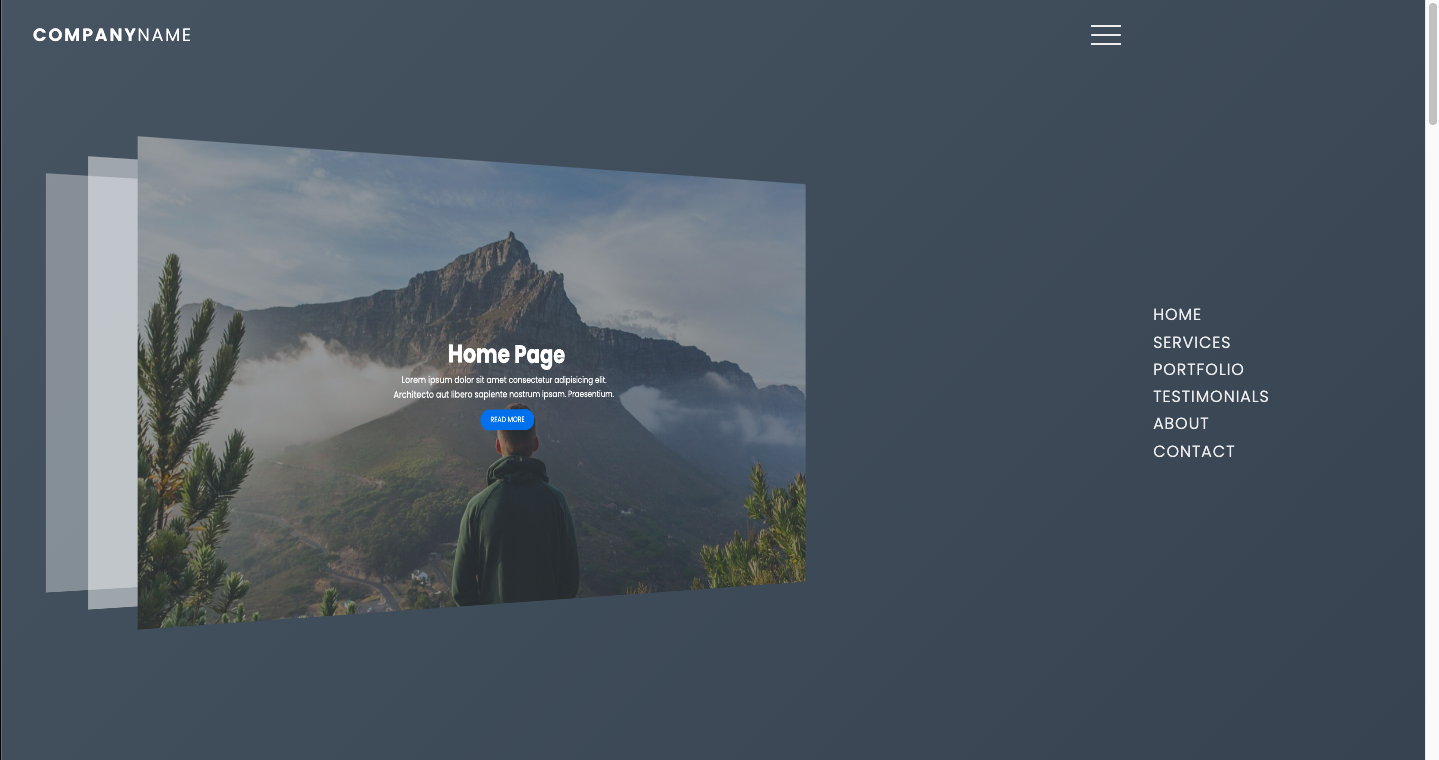 COMPANYNAME
Home Page
Lorem ipsum dolor sit amet consectetur adipisicing elit.
Architecto aut libero sapiente nostrum ipsam. Praesentium.
READ MORE
HOME
SERVICES
PORTFOLIO
TESTIMONIALS
ABOUT
CONTACT